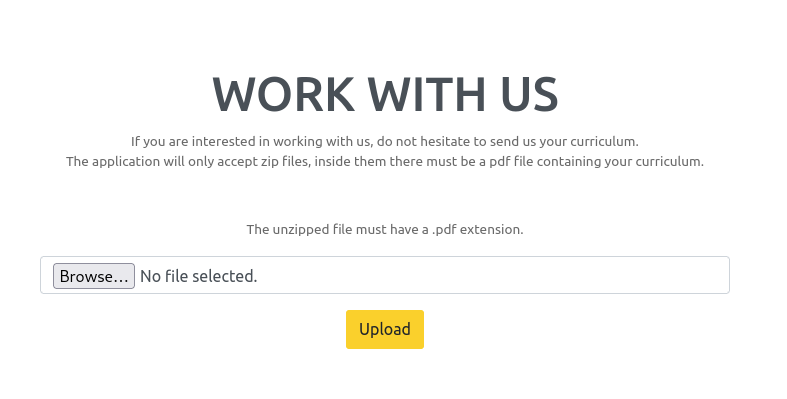 WORK WITH US
If you are interested in working with us, do not hesitate to send us your curriculum.
The application will only accept zip files, inside them there must be a pdf file containing your curriculum.
The unzipped file must have a .pdf extension.
Browse... No file selected.
Upload